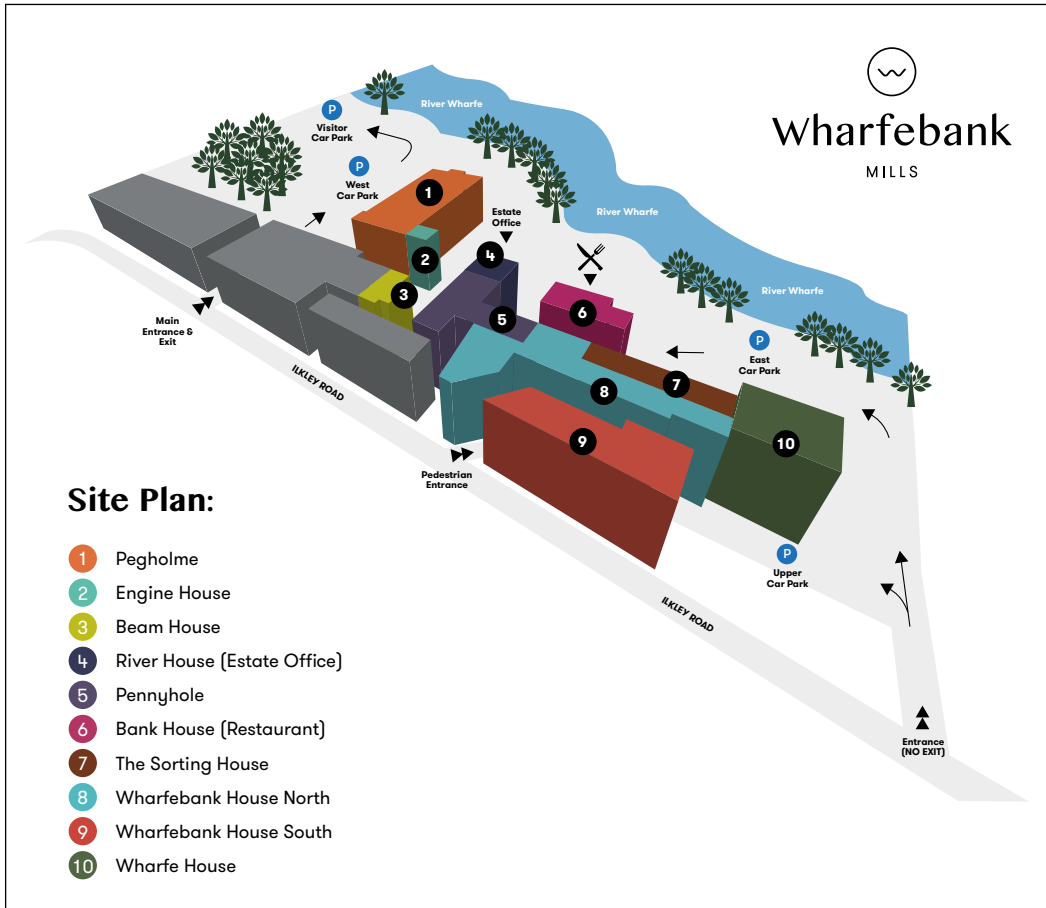 Wharfebank
MILLS
River Wharfe
P
Visitor
Car Park
P
West
Car Park
1
Estate
Office
River Wharfe
2
4
3
6
River Wharfe
5
Main
Entrance &
Exit
P
East
Car Park
7
ILKLEY ROAD
8
9
10
Pedestrian
Entrance
P
Upper
Car Park
ILKLEY ROAD
Entrance
(NO EXIT)
Site Plan:
1 Pegholme
2 Engine House
3 Beam House
4 River House (Estate Office)
5 Pennyhole
6 Bank House (Restaurant)
7 The Sorting House
8 Wharfebank House North
9 Wharfebank House South
10 Wharfe House